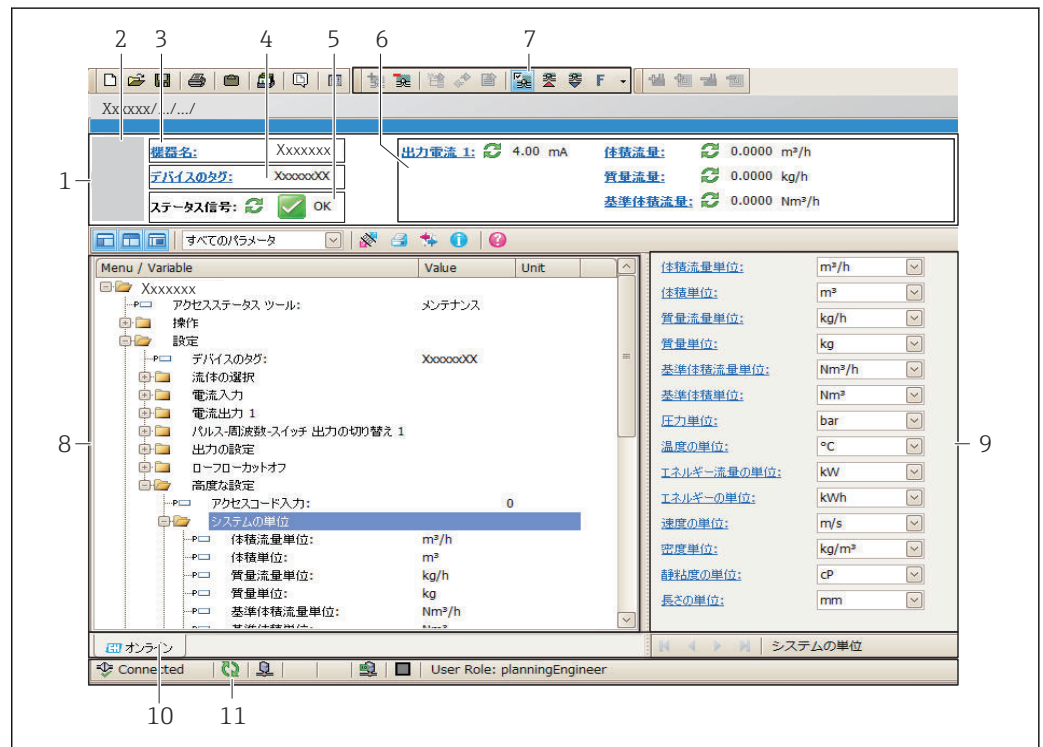 2 3 4 5 6 7
F
Xxxxxx/../../
1
機器名: Xxxxxxx
デバイスのタグ: XxxxxxXX
ステータス信号: OK
出力電流 1: 4.00 mA
体積流量: 0.0000 m³/h
質量流量: 0.0000 kg/h
基準体積流量: 0.0000 Nm³/h
すべてのパラメータ
Menu / Variable Value Unit
Xxxxxxx
P アクセスステータス ツール: メンテナンス
操作
設定
P デバイスのタグ: XxxxxxXX
流体の選択
電流入力
電流出力 1
パルス-周波数-スイッチ 出力の切り替え 1
8
出力の設定
ローフローカットオフ
高度な設定
P アクセスコード入力: 0
システムの単位
P 体積流量単位: m³/h
P 体積単位: m³
P 質量流量単位: kg/h
P 質量単位: kg
P 基準体積流量単位: Nm³/h
体積流量単位: m³/h
体積単位: m³
質量流量単位: kg/h
質量単位: kg
基準体積流量単位: Nm³/h
基準体積単位: Nm³
圧力単位: bar
温度の単位: °C
9
エネルギー流量の単位: kW
エネルギーの単位: kWh
速度の単位: m/s
密度単位: kg/m³
静粘度の単位: cP
長さの単位: mm
オンライン
システムの単位
Connected
User Role: planningEngineer
10 11